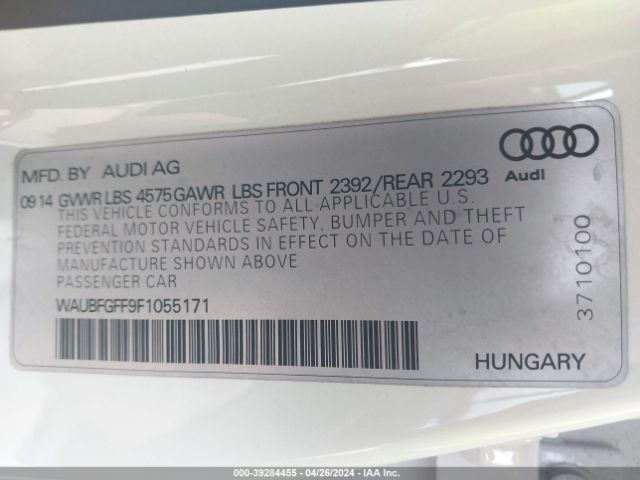 MFD. BY AUDI AG
Audi
09 14 GVWR LBS 4575 GAWR LBS FRONT 2392/REAR 2293
THIS VEHICLE CONFORMS TO ALL APPLICABLE U.S.
FEDERAL MOTOR VEHICLE SAFETY, BUMPER AND THEFT
PREVENTION STANDARDS IN EFFECT ON THE DATE OF
MANUFACTURE SHOWN ABOVE
PASSENGER CAR
WAUBFGFF9F1055171
3710100
HUNGARY
000-39284455 - 04/26/2024 - IAA Inc.